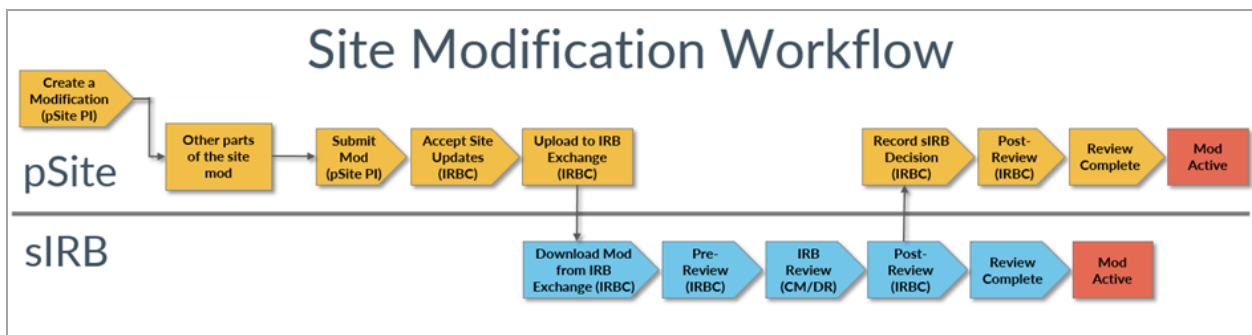 Site Modification Workflow
Create a
Modification
(pSite PI)
pSite
Other parts
of the site
mod
Submit
Mod
(pSite PI)
Accept Site
Updates
(IRBC)
Upload to IRB
Exchange
(IRBC)
Record sIRB
Decision
(IRBC)
Post-
Review
(IRBC)
Review
Complete
Mod
Active
sIRB
Download Mod
from IRB
Exchange (IRBC)
Pre-
Review
(IRBC)
IRB
Review
(CM/DR)
Post-
Review
(IRBC)
Review
Complete
Mod
Active